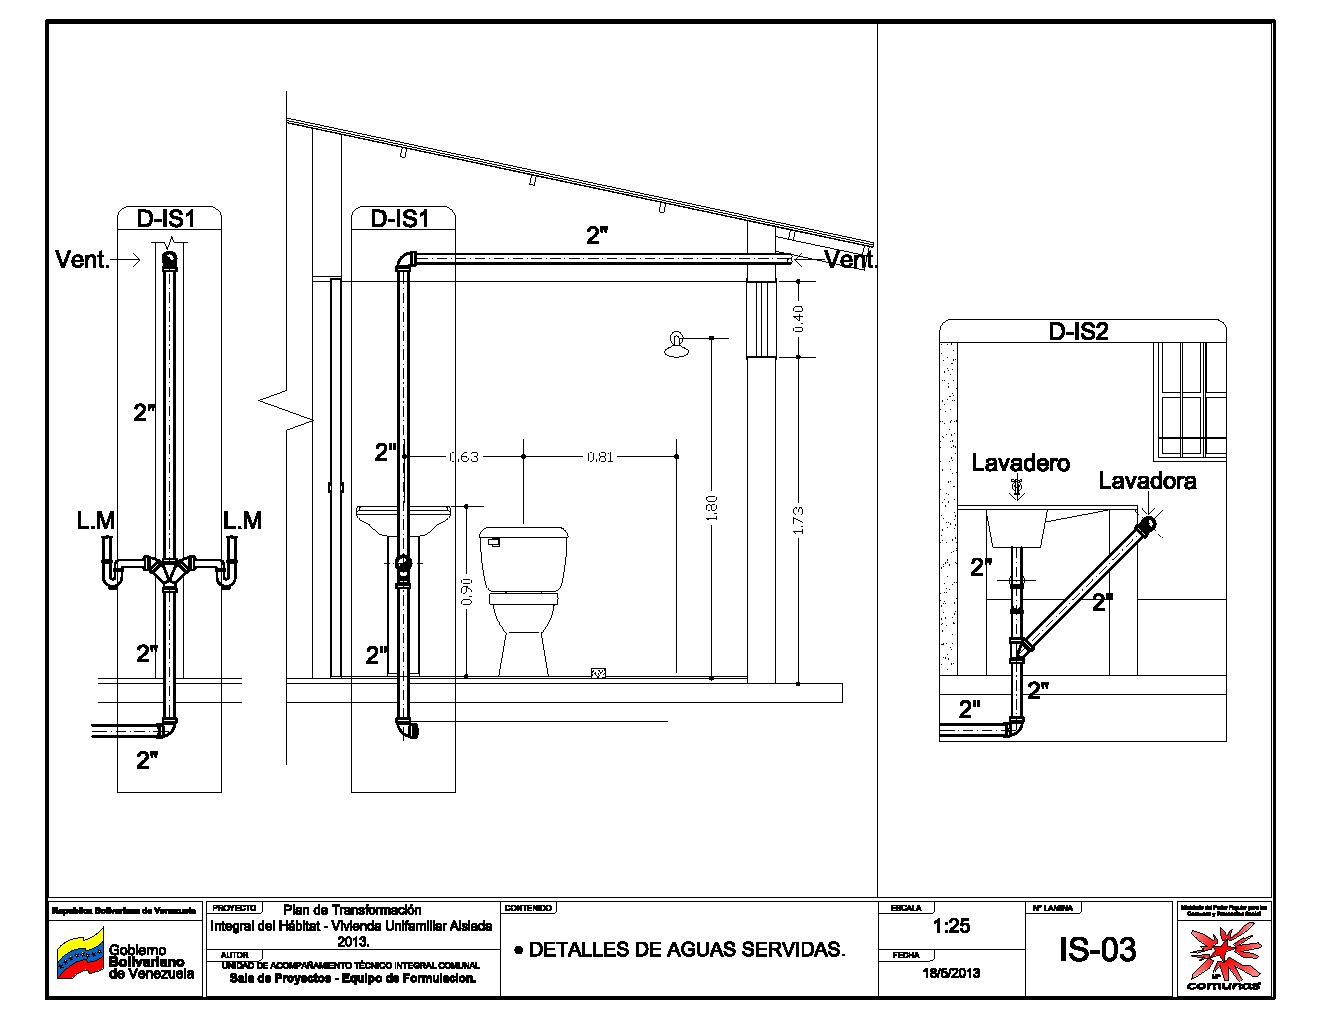 D-IS1
D-IS1
2"
Vent.
Vent.
0.40
D-IS2
2"
2"
0.63
0.81
Lavadero
Lavadora
1.80
1.73
L.M
L.M
2"
0.90
2"
2"
2"
2"
2"
2"
Republica Bolivariana de Venezuela
Gobierno
Bolivariano
de Venezuela
PROYECTO
Plan de Transformación
Integral del Hábitat - Vivienda Unifamiliar Aislada
2013.
AUTOR
UNIDAD DE ACOMPAÑAMIENTO TÉCNICO INTEGRAL COMUNAL
Sala de Proyectos - Equipo de Formulacion.
CONTENIDO
• DETALLES DE AGUAS SERVIDAS.
ESCALA
1:25
FECHA
18/6/2013
Nº LAMINA
IS-03
Ministerio del Poder Popular para las
Comunas y Protección Social
MP
comunas